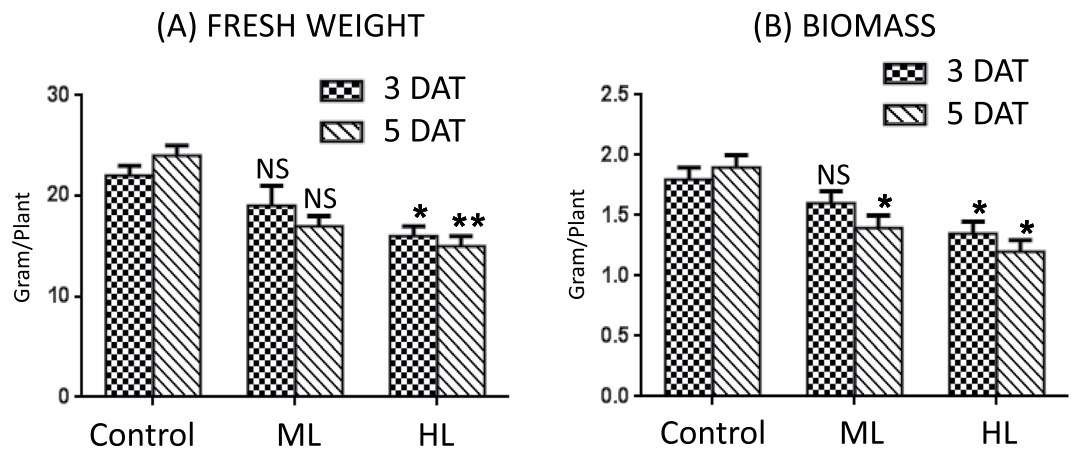 (A) FRESH WEIGHT
3 DAT
5 DAT
Gram/Plant
30
20
10
0
NS
NS
*
**
Control
ML
HL
(B) BIOMASS
3 DAT
5 DAT
Gram/Plant
2.5
2.0
1.5
1.0
0.5
0.0
NS
*
*
*
Control
ML
HL